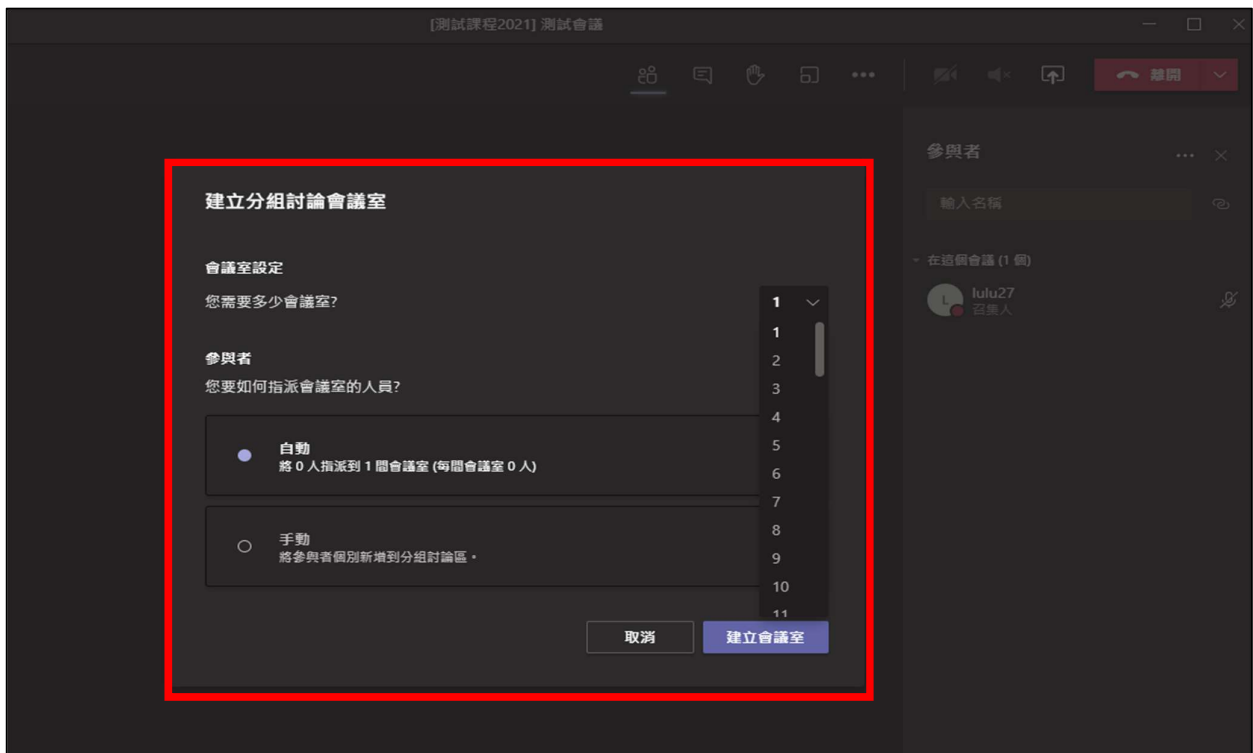 [測試課程2021] 測試會議
離開
參與者
輸入名稱
在這個會議 (1 個)
L
lulu27
召集人
建立分組討論會議室
會議室設定
您需要多少會議室?
1
1
2
3
4
5
6
7
8
9
10
11
參與者
您要如何指派會議室的人員?
自動
將 0 人指派到 1 間會議室 (每間會議室 0 人)
手動
將參與者個別新增到分組討論區。
取消
建立會議室